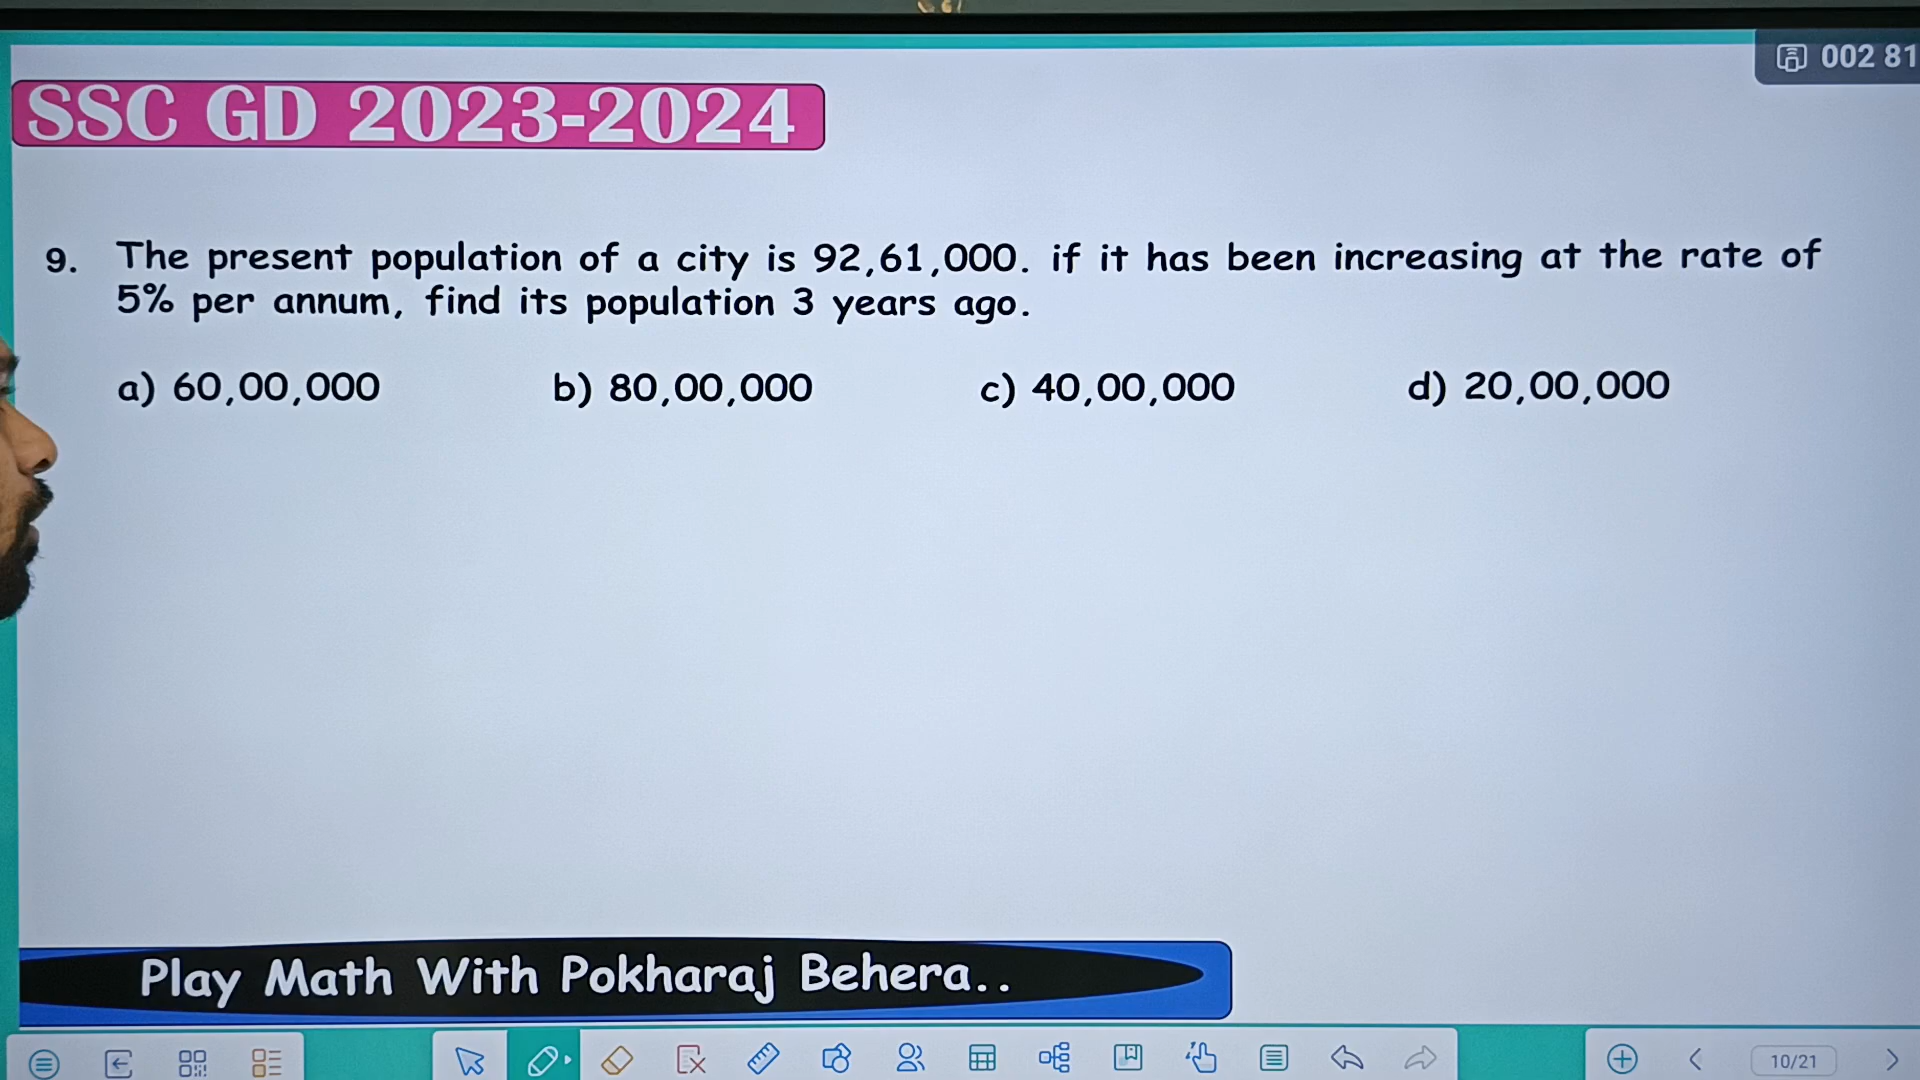 002 81
SSC GD 2023-2024
9. The present population of a city is 92,61,000. if it has been increasing at the rate of
5% per annum, find its population 3 years ago.
a) 60,00,000 b) 80,00,000 c) 40,00,000 d) 20,00,000
Play Math With Pokharaj Behera..
10/21